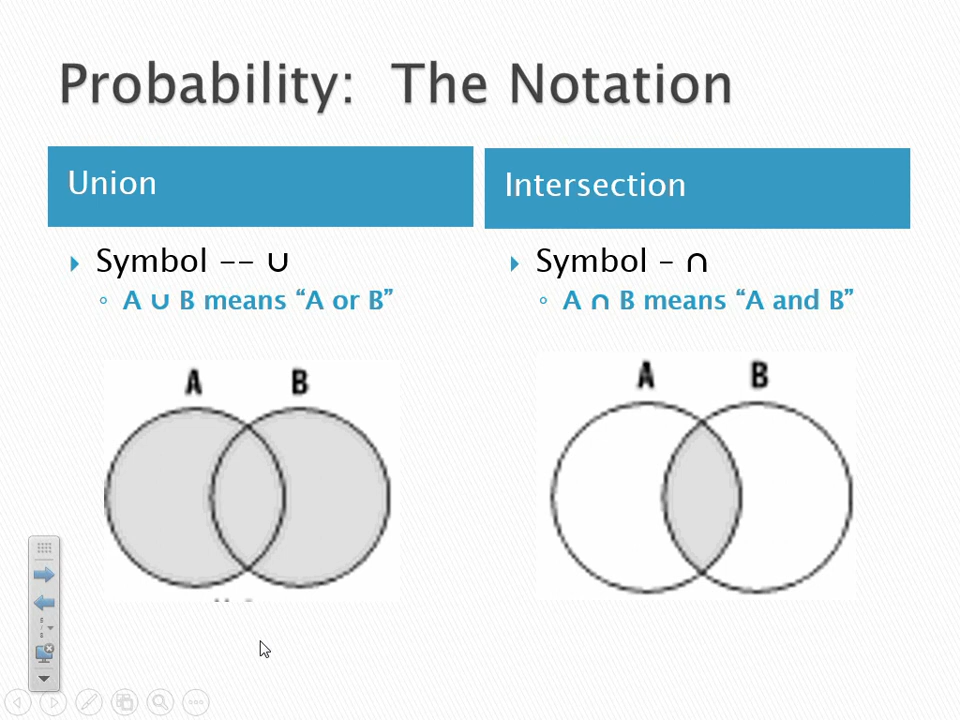 Probability:  The Notation
Union
Symbol -- ∪
A ∪ B means “A or B”
A B
Intersection
Symbol – ∩
A ∩ B means “A and B”
A B